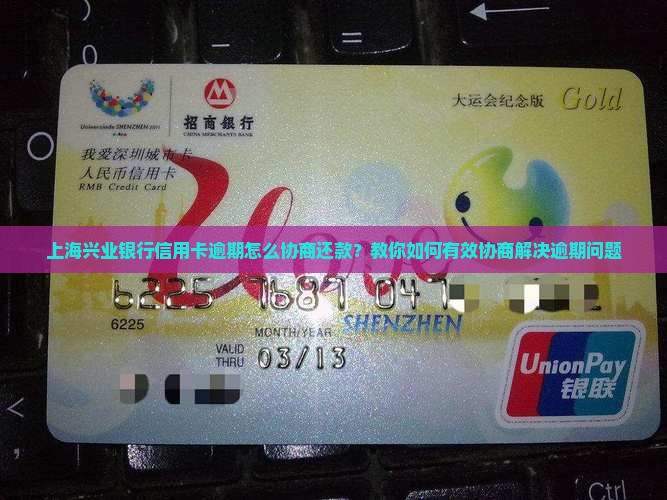 Universiade SHENZHEN 2011
招商银行
CHINA MERCHANTS BANK
大运会纪念版 Gold
我爱深圳城市卡
人民币信用卡
RMB Credit Card
上海兴业银行信用卡逾期怎么协商还款？教你如何有效协商解决逾期问题
6225 7687 047
6225
SHENZHEN
MONTH/YEAR
VALID
THRU
03/13
UnionPay
银联
Ctrl